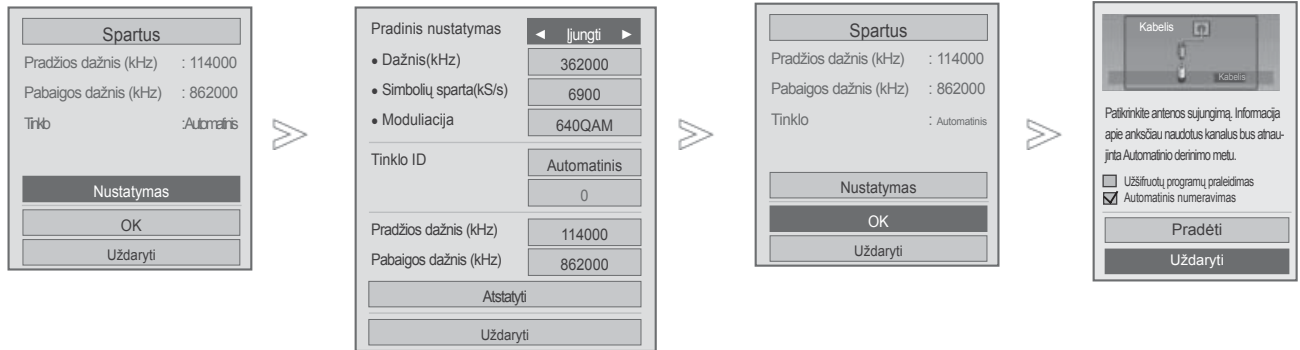 Spartus
Pradžios dažnis (kHz) : 114000
Pabaigos dažnis (kHz) : 862000
Tinklo :Automatinis
Nustatymas
OK
Uždaryti
Pradinis nustatymas ◄ Įjungti ►
• Dažnis(kHz) 362000
• Simbolių sparta(kS/s) 6900
• Moduliacija 640QAM
Tinklo ID Automatinis
0
Pradžios dažnis (kHz) 114000
Pabaigos dažnis (kHz) 862000
Atstatyti
Uždaryti
Spartus
Pradžios dažnis (kHz) : 114000
Pabaigos dažnis (kHz) : 862000
Tinklo : Automatinis
Nustatymas
OK
Uždaryti
Kabelis
Kabelis
Patikrinkite antenos sujungimą. Informacija
apie anksčiau naudotus kanalus bus atnau-
jinta Automatinio derinimo metu.
Užšifruotų programų praleidimas
Automatinis numeravimas
Pradėti
Uždaryti